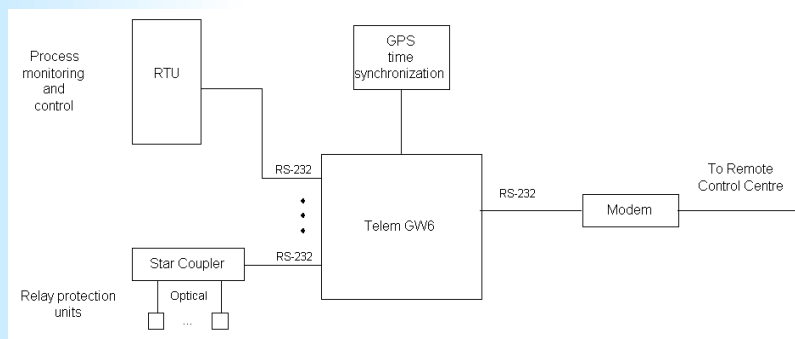 Process
monitoring
and
control
RTU
GPS
time
synchronization
RS-232
Telem GW6
RS-232
Modem
To Remote
Control Centre
Star Coupler
RS-232
Relay protection
units
Optical
...